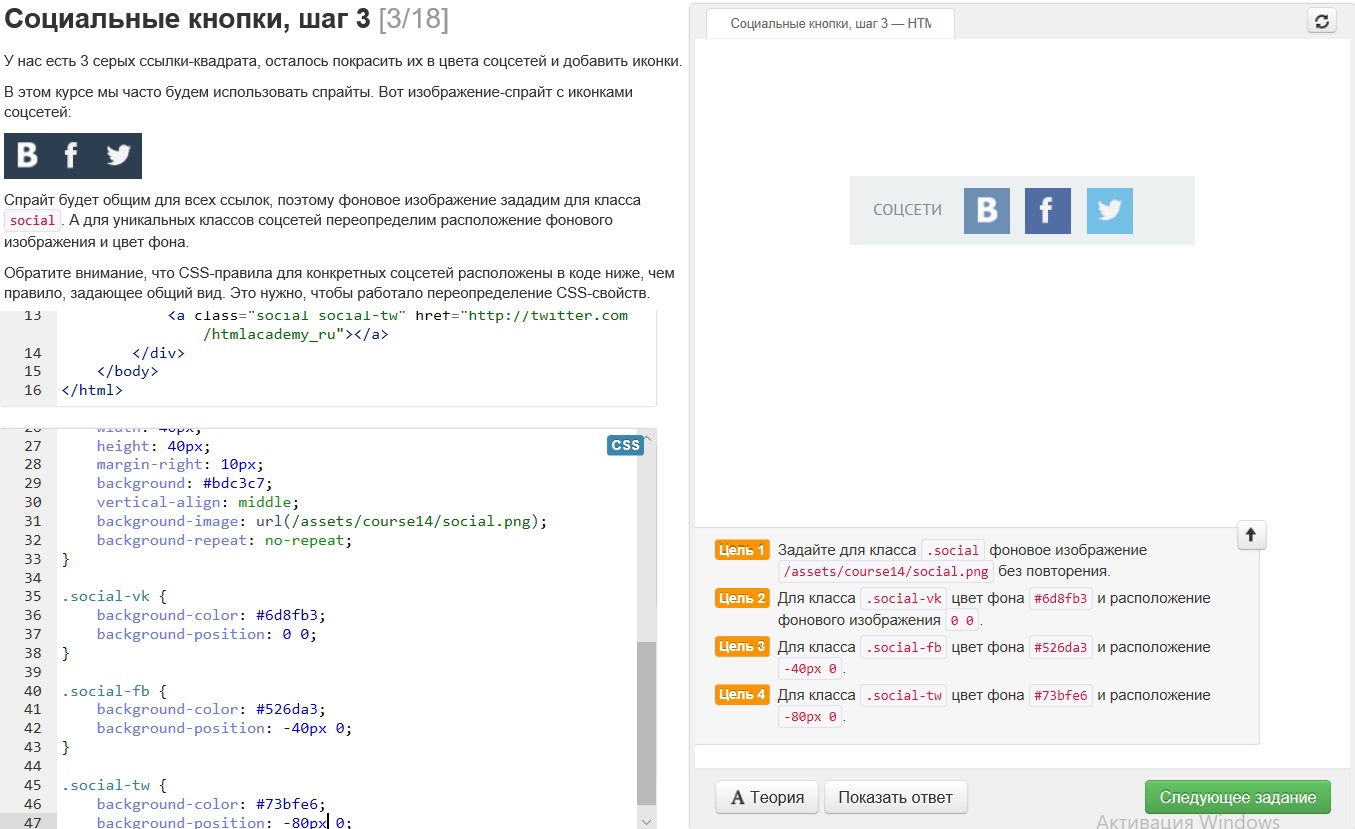 Социальные кнопки, шаг 3 [3/18]
У нас есть 3 серых ссылки-квадрата, осталось покрасить их в цвета соцсетей и добавить иконки.
В этом курсе мы часто будем использовать спрайты. Вот изображение-спрайт с иконками
соцсетей:
B f
Спрайт будет общим для всех ссылок, поэтому фоновое изображение зададим для класса
social . А для уникальных классов соцсетей переопределим расположение фонового
изображения и цвет фона.
Обратите внимание, что CSS-правила для конкретных соцсетей расположены в коде ниже, чем
правило, задающее общий вид. Это нужно, чтобы работало переопределение CSS-свойств.
13 <a class="social social-tw" href="http://twitter.com
/htmlacademy_ru"></a>
14 </div>
15 </body>
16 </html>
CSS
26 width: 40px;
27 height: 40px;
28 margin-right: 10px;
29 background: #bdc3c7;
30 vertical-align: middle;
31 background-image: url(/assets/course14/social.png);
32 background-repeat: no-repeat;
33 }
34
35 .social-vk {
36 background-color: #6d8fb3;
37 background-position: 0 0;
38 }
39
40 .social-fb {
41 background-color: #526da3;
42 background-position: -40px 0;
43 }
44
45 .social-tw {
46 background-color: #73bfe6;
47 background-position: -80px 0;
Социальные кнопки, шаг 3 — HTM
СОЦСЕТИ B f
Цель 1 Задайте для класса .social фоновое изображение
/assets/course14/social.png без повторения.
Цель 2 Для класса .social-vk цвет фона #6d8fb3 и расположение
фонового изображения 0 0 .
Цель 3 Для класса .social-fb цвет фона #526da3 и расположение
-40px 0 .
Цель 4 Для класса .social-tw цвет фона #73bfe6 и расположение
-80px 0 .
A Теория
Показать ответ
Следующее задание
Активация Windows